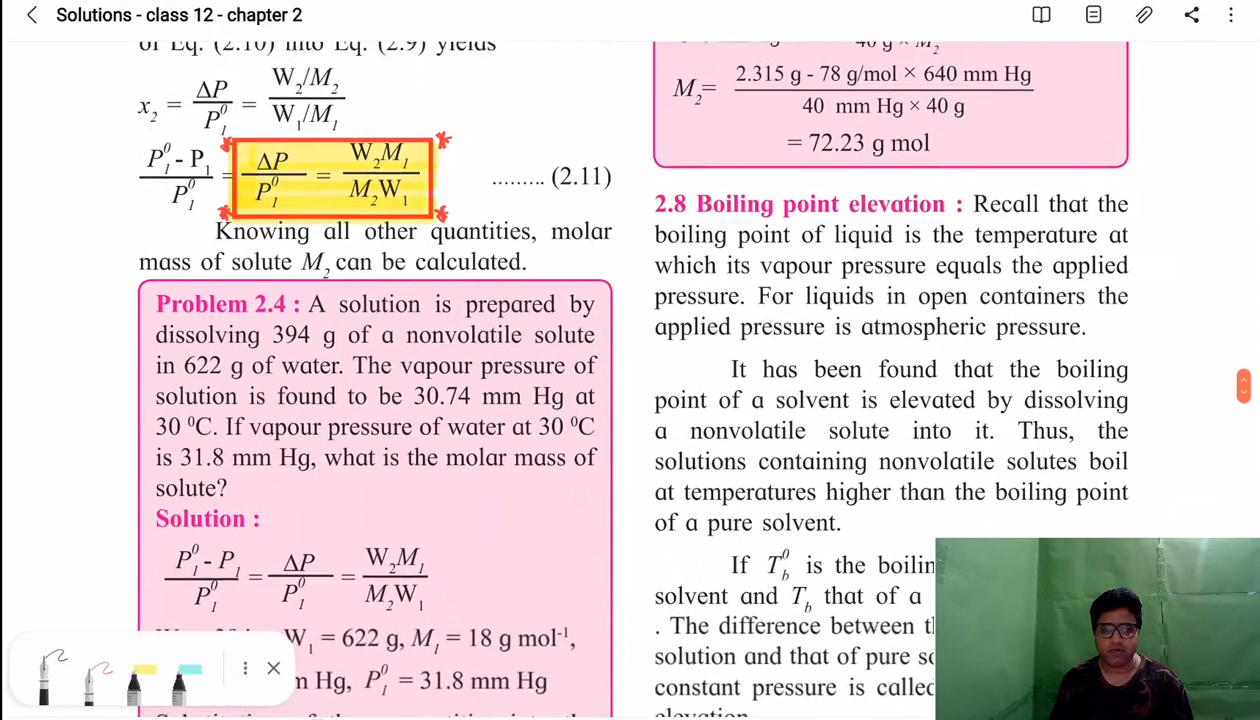 Solutions - class 12 - chapter 2
of Eq. (2.10) into Eq. (2.9) yields
x₂ = ΔP/P₁⁰ = (W₂/M₂)/(W₁/M₁)
(P₁⁰ - P₁)/P₁⁰ = ΔP/P₁⁰ = W₂M₁/M₂W₁ ......... (2.11)
Knowing all other quantities, molar
mass of solute M₂ can be calculated.
Problem 2.4 : A solution is prepared by
dissolving 394 g of a nonvolatile solute
in 622 g of water. The vapour pressure of
solution is found to be 30.74 mm Hg at
30 ⁰C. If vapour pressure of water at 30 ⁰C
is 31.8 mm Hg, what is the molar mass of
solute?
Solution :
(P₁⁰ - P₁)/P₁⁰ = ΔP/P₁⁰ = W₂M₁/M₂W₁
W₁ = 622 g, M₁ = 18 g mol⁻¹,
Hg, P₁⁰ = 31.8 mm Hg
40 g × M₂
M₂ = (2.315 g - 78 g/mol × 640 mm Hg)/(40 mm Hg × 40 g)
= 72.23 g mol
2.8 Boiling point elevation : Recall that the
boiling point of liquid is the temperature at
which its vapour pressure equals the applied
pressure. For liquids in open containers the
applied pressure is atmospheric pressure.
It has been found that the boiling
point of a solvent is elevated by dissolving
a nonvolatile solute into it. Thus, the
solutions containing nonvolatile solutes boil
at temperatures higher than the boiling point
of a pure solvent.
If T_b⁰ is the
solvent and T_b that of a
. The difference between
solution and that of pure
constant pressure is called
elevation